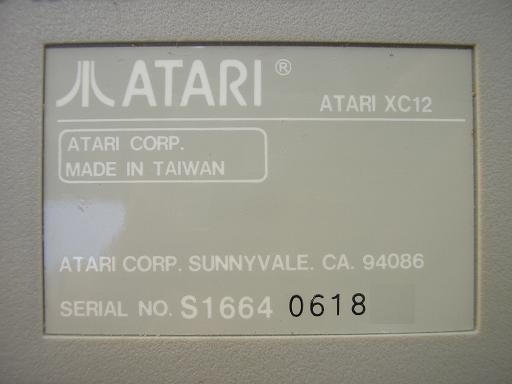 ATARI ® ATARI XC12
ATARI CORP.
MADE IN TAIWAN
ATARI CORP. SUNNYVALE. CA. 94086
SERIAL NO. S1664 0618